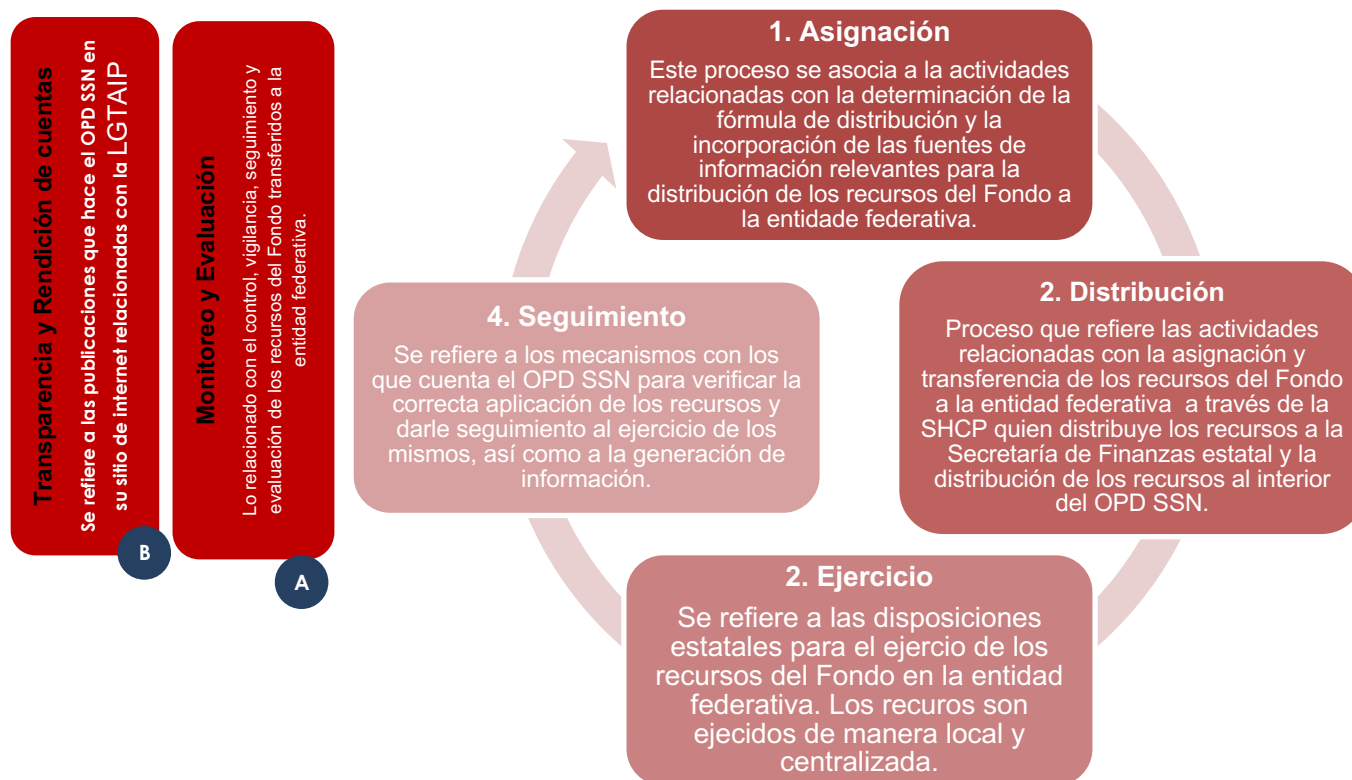 Transparencia y Rendición de cuentas
Se refiere a las publicaciones que hace el OPD SSN en
su sitio de internet relacionadas con la LGTAIP
B
Monitoreo y Evaluación
Lo relacionado con el control, vigilancia, seguimiento y
evaluación de los recursos del Fondo transferidos a la
entidad federativa.
A
1. Asignación
Este proceso se asocia a la actividades
relacionadas con la determinación de la
fórmula de distribución y la
incorporación de las fuentes de
información relevantes para la
distribución de los recursos del Fondo a
la entidade federativa.
2. Distribución
Proceso que refiere las actividades
relacionadas con la asignación y
transferencia de los recursos del Fondo
a la entidad federativa a través de la
SHCP quien distribuye los recursos a la
Secretaría de Finanzas estatal y la
distribución de los recursos al interior
del OPD SSN.
2. Ejercicio
Se refiere a las disposiciones
estatales para el ejercio de los
recursos del Fondo en la entidad
federativa. Los recuros son
ejecidos de manera local y
centralizada.
4. Seguimiento
Se refiere a los mecanismos con los
que cuenta el OPD SSN para verificar la
correcta aplicación de los recursos y
darle seguimiento al ejercicio de los
mismos, así como a la generación de
información.